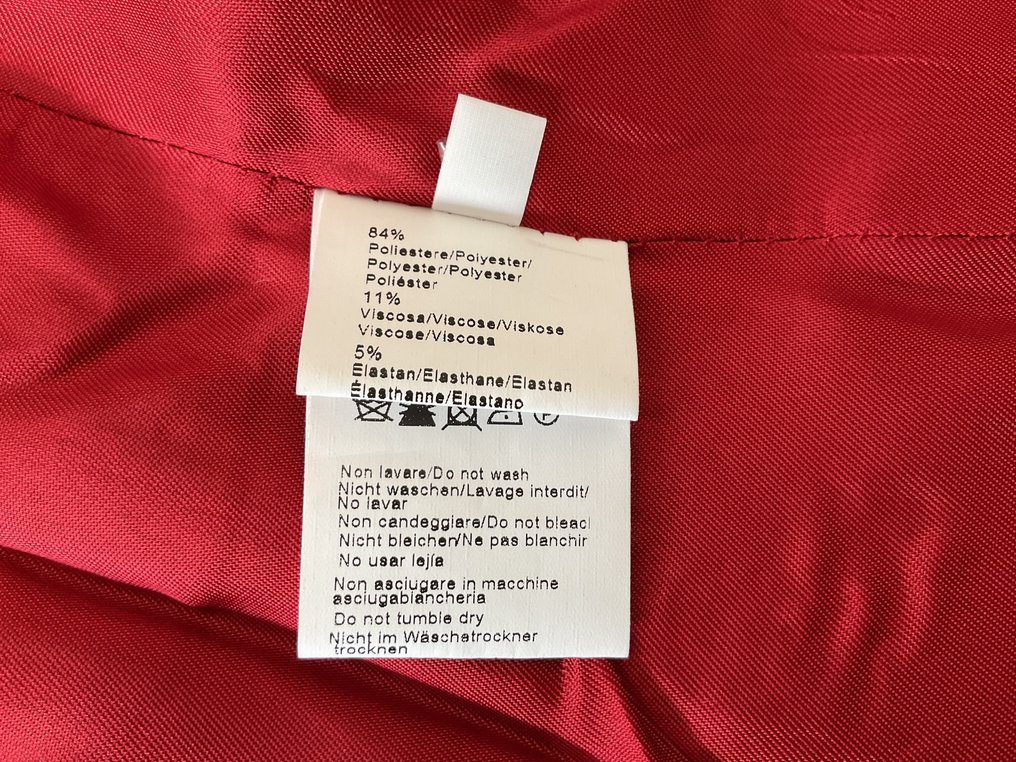 84%
Poliestere/Polyester/
Polyester/Polyester
Poliéster
11%
Viscosa/Viscose/Viskose
Viscose/Viscosa
5%
Elastan/Elasthane/Elastan
Élasthanne/Elastano
Non lavare/Do not wash
Nicht waschen/Lavage interdit/
No lavar
Non candeggiare/Do not bleacl
Nicht bleichen/Ne pas blanchir
No usar lejía
Non asciugare in macchine
asciugabiancheria
Do not tumble dry
Nicht im Wäschetrockner
trocknen